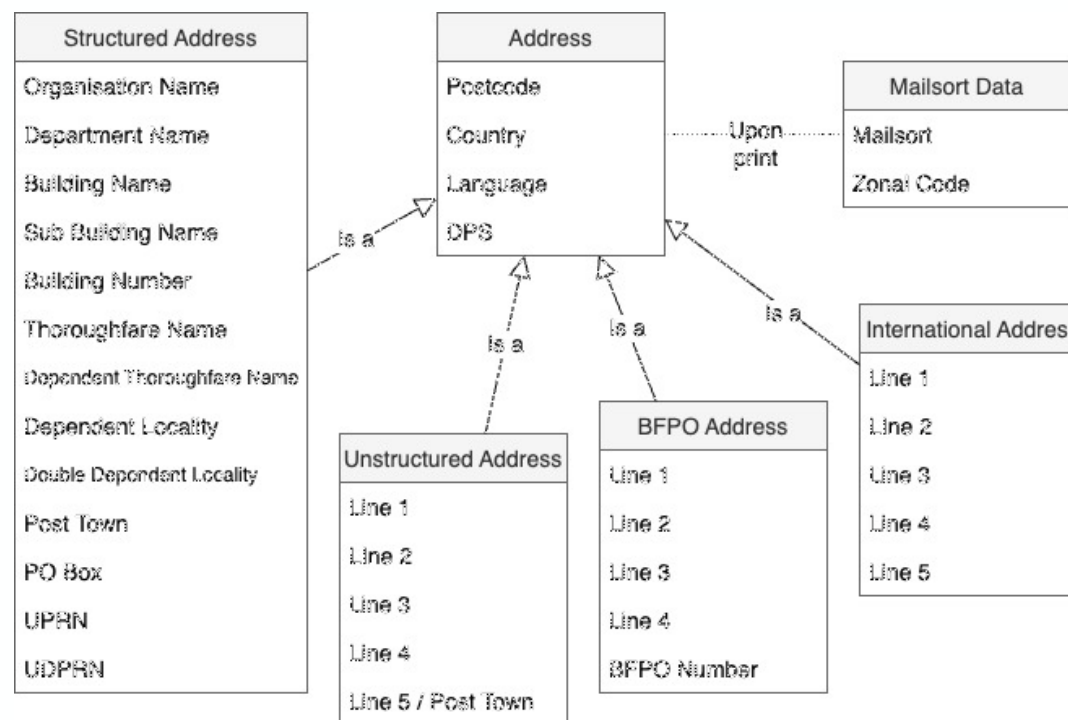 Structured Address
Organisation Name
Department Name
Building Name
Sub Building Name
Building Number
Thoroughfare Name
Dependent Thoroughfare Name
Dependent Locality
Double Dependent Locality
Post Town
PO Box
UPRN
UDPRN
Address
Postcode
Country
Language
DPS
Mailsort Data
Mailsort
Zonal Code
Upon
print
Is a
Is a
Is a
Is a
Unstructured Address
Line 1
Line 2
Line 3
Line 4
Line 5 / Post Town
BFPO Address
Line 1
Line 2
Line 3
Line 4
BFPO Number
International Addres
Line 1
Line 2
Line 3
Line 4
Line 5